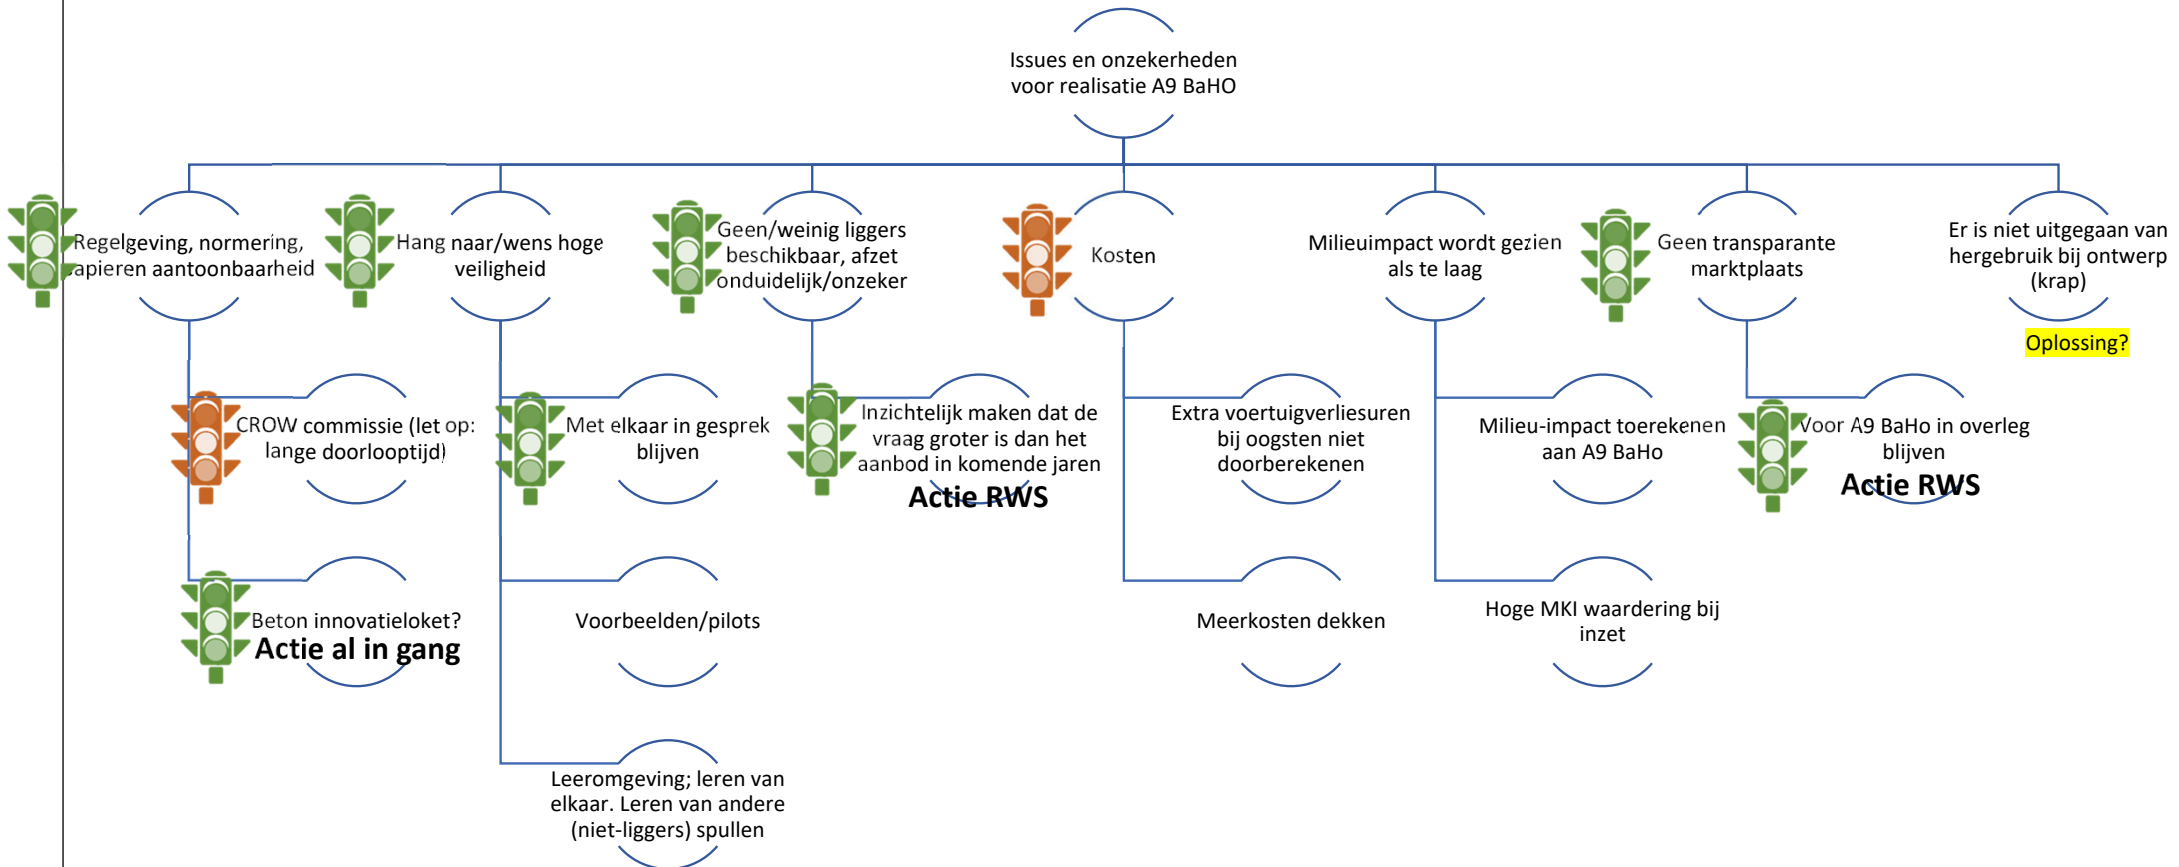 Issues en onzekerheden
voor realisatie A9 BaHO
Regelgeving, normering,
papieren aantoonbaarheid
Hang naar/wens hoge
veiligheid
Geen/weinig liggers
beschikbaar, afzet
onduidelijk/onzeker
Kosten
Milieuimpact wordt gezien
als te laag
Geen transparante
marktplaats
Er is niet uitgegaan van
hergebruik bij ontwerp
(krap)
Oplossing?
CROW commissie (let op:
lange doorlooptijd)
Met elkaar in gesprek
blijven
Inzichtelijk maken dat de
vraag groter is dan het
aanbod in komende jaren
Actie RWS
Extra voertuigverliesuren
bij oogsten niet
doorberekenen
Milieu-impact toerekenen
aan A9 BaHo
Voor A9 BaHo in overleg
blijven
Actie RWS
Beton innovatieloket?
Actie al in gang
Voorbeelden/pilots
Meerkosten dekken
Hoge MKI waardering bij
inzet
Leeromgeving; leren van
elkaar. Leren van andere
(niet-liggers) spullen